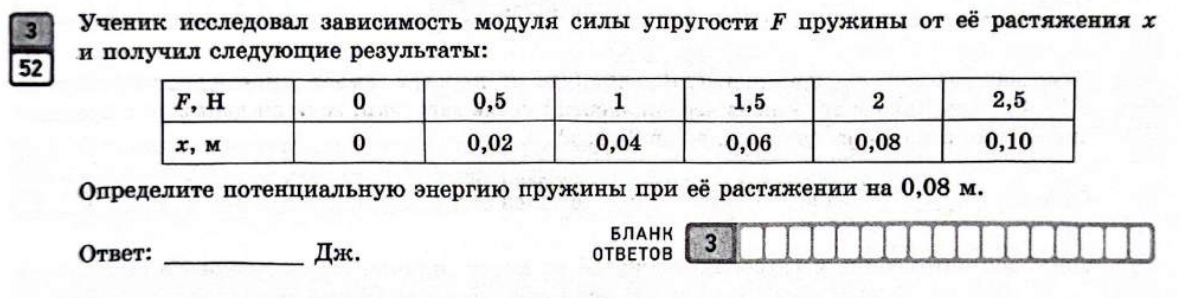 3
52
Ученик исследовал зависимость модуля силы упругости F пружины от её растяжения x
и получил следующие результаты:
F, Н 0 0,5 1 1,5 2 2,5
x, м 0 0,02 0,04 0,06 0,08 0,10
Определите потенциальную энергию пружины при её растяжении на 0,08 м.
Ответ: ____________ Дж.
БЛАНК
ОТВЕТОВ
3